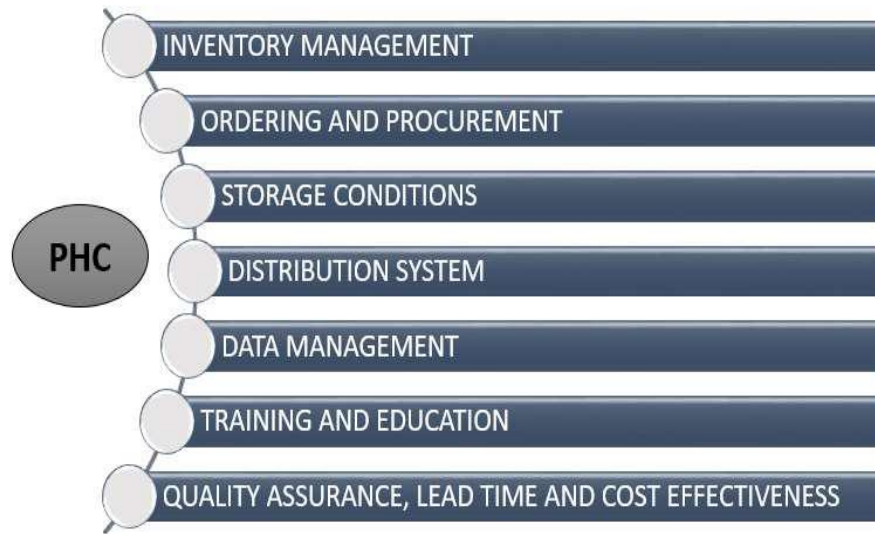 INVENTORY MANAGEMENT
ORDERING AND PROCUREMENT
STORAGE CONDITIONS
PHC
DISTRIBUTION SYSTEM
DATA MANAGEMENT
TRAINING AND EDUCATION
QUALITY ASSURANCE, LEAD TIME AND COST EFFECTIVENESS